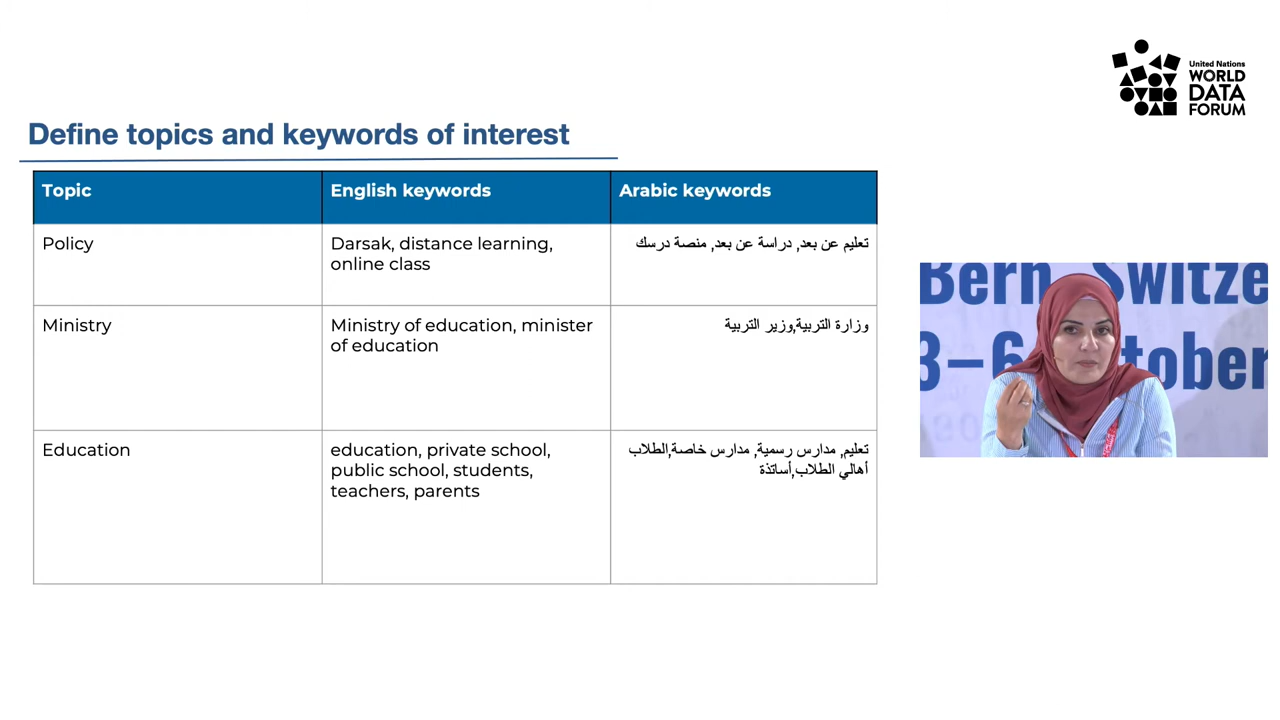 United Nations
WORLD
DATA
FORUM
Define topics and keywords of interest
Topic
English keywords
Arabic keywords
Policy
Darsak, distance learning,
online class
تعليم عن بعد, دراسة عن بعد, منصة درسك
Ministry
Ministry of education, minister
of education
وزارة التربية,وزير التربية
Education
education, private school,
public school, students,
teachers, parents
تعليم, مدارس رسمية, مدارس خاصة,الطلاب
أهالي الطلاب,أساتذة
Bern, Switze
3–6 October